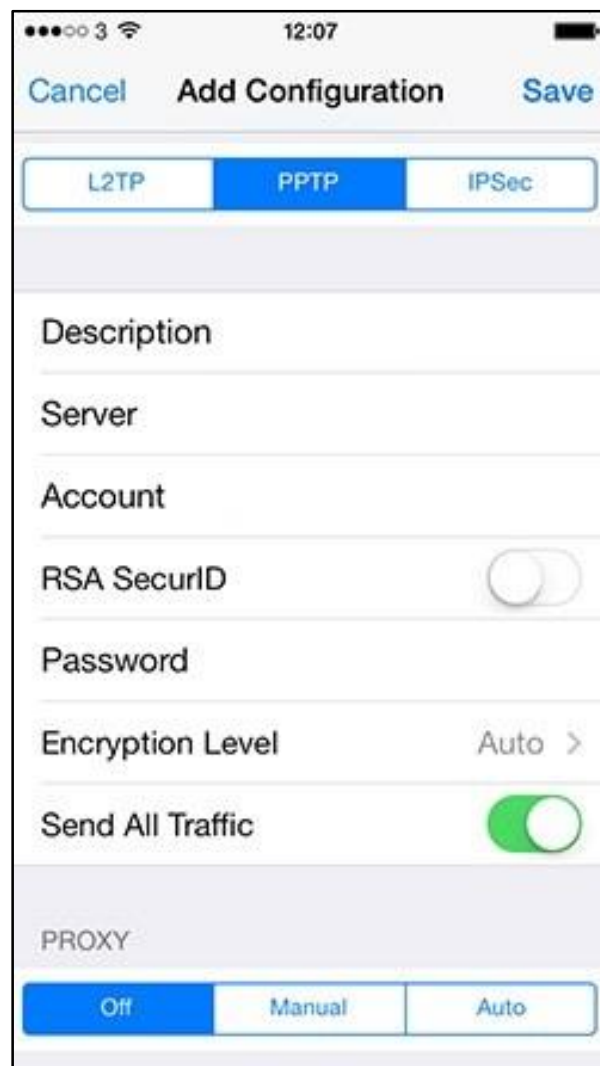 3 12:07
Cancel Add Configuration Save
L2TP PPTP IPSec
Description
Server
Account
RSA SecurID
Password
Encryption Level Auto >
Send All Traffic
PROXY
Off Manual Auto